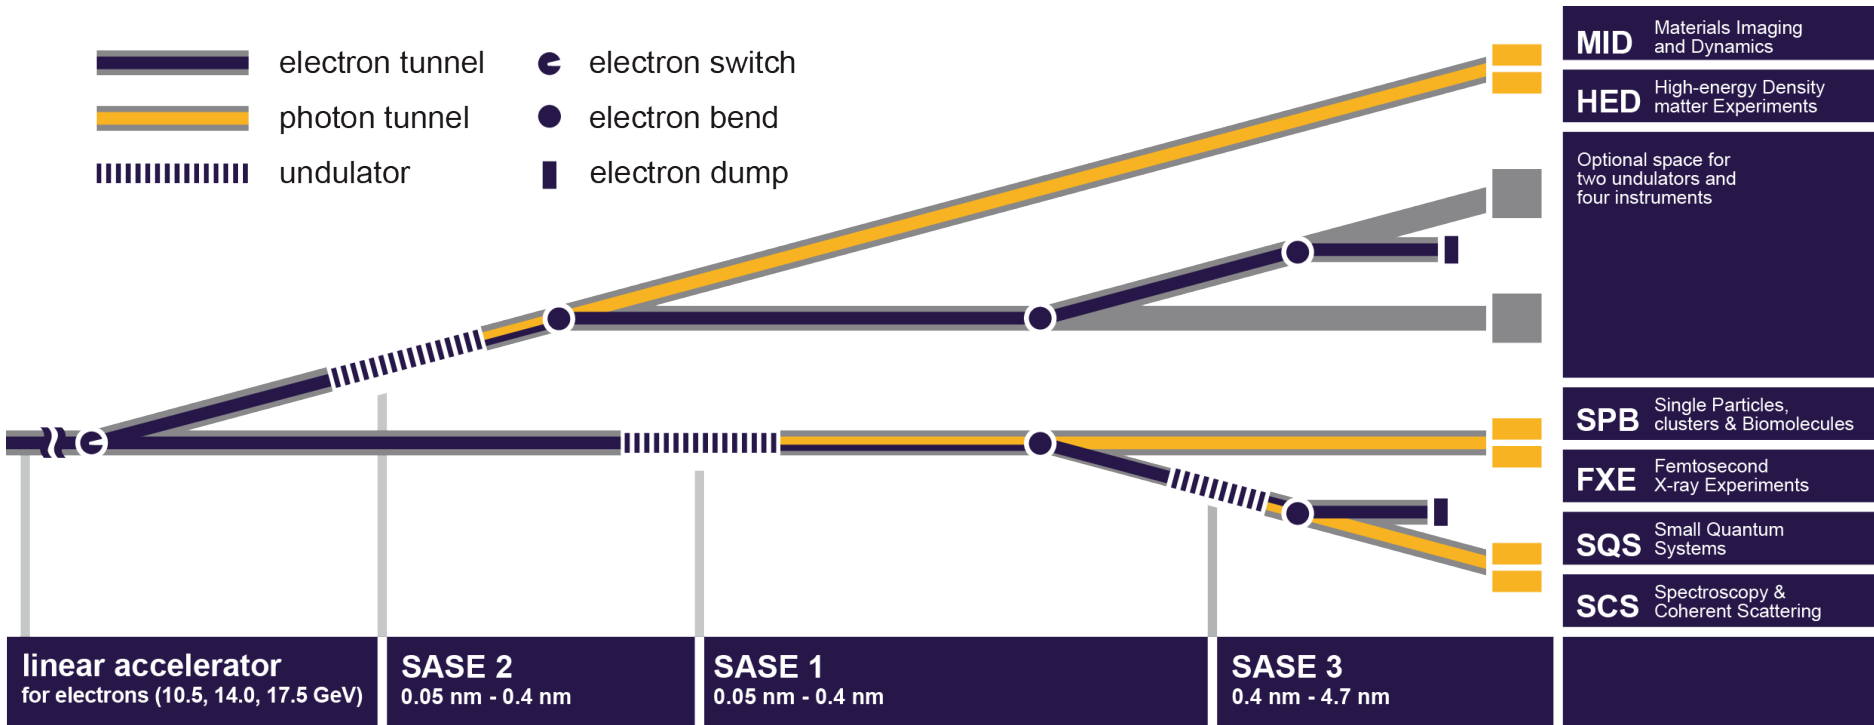 electron tunnel
electron switch
photon tunnel
electron bend
undulator
electron dump
MID
Materials Imaging
and Dynamics
HED
High-energy Density
matter Experiments
Optional space for
two undulators and
four instruments
SPB
Single Particles,
clusters & Biomolecules
FXE
Femtosecond
X-ray Experiments
SQS
Small Quantum
Systems
SCS
Spectroscopy &
Coherent Scattering
linear accelerator
for electrons (10.5, 14.0, 17.5 GeV)
SASE 2
0.05 nm - 0.4 nm
SASE 1
0.05 nm - 0.4 nm
SASE 3
0.4 nm - 4.7 nm